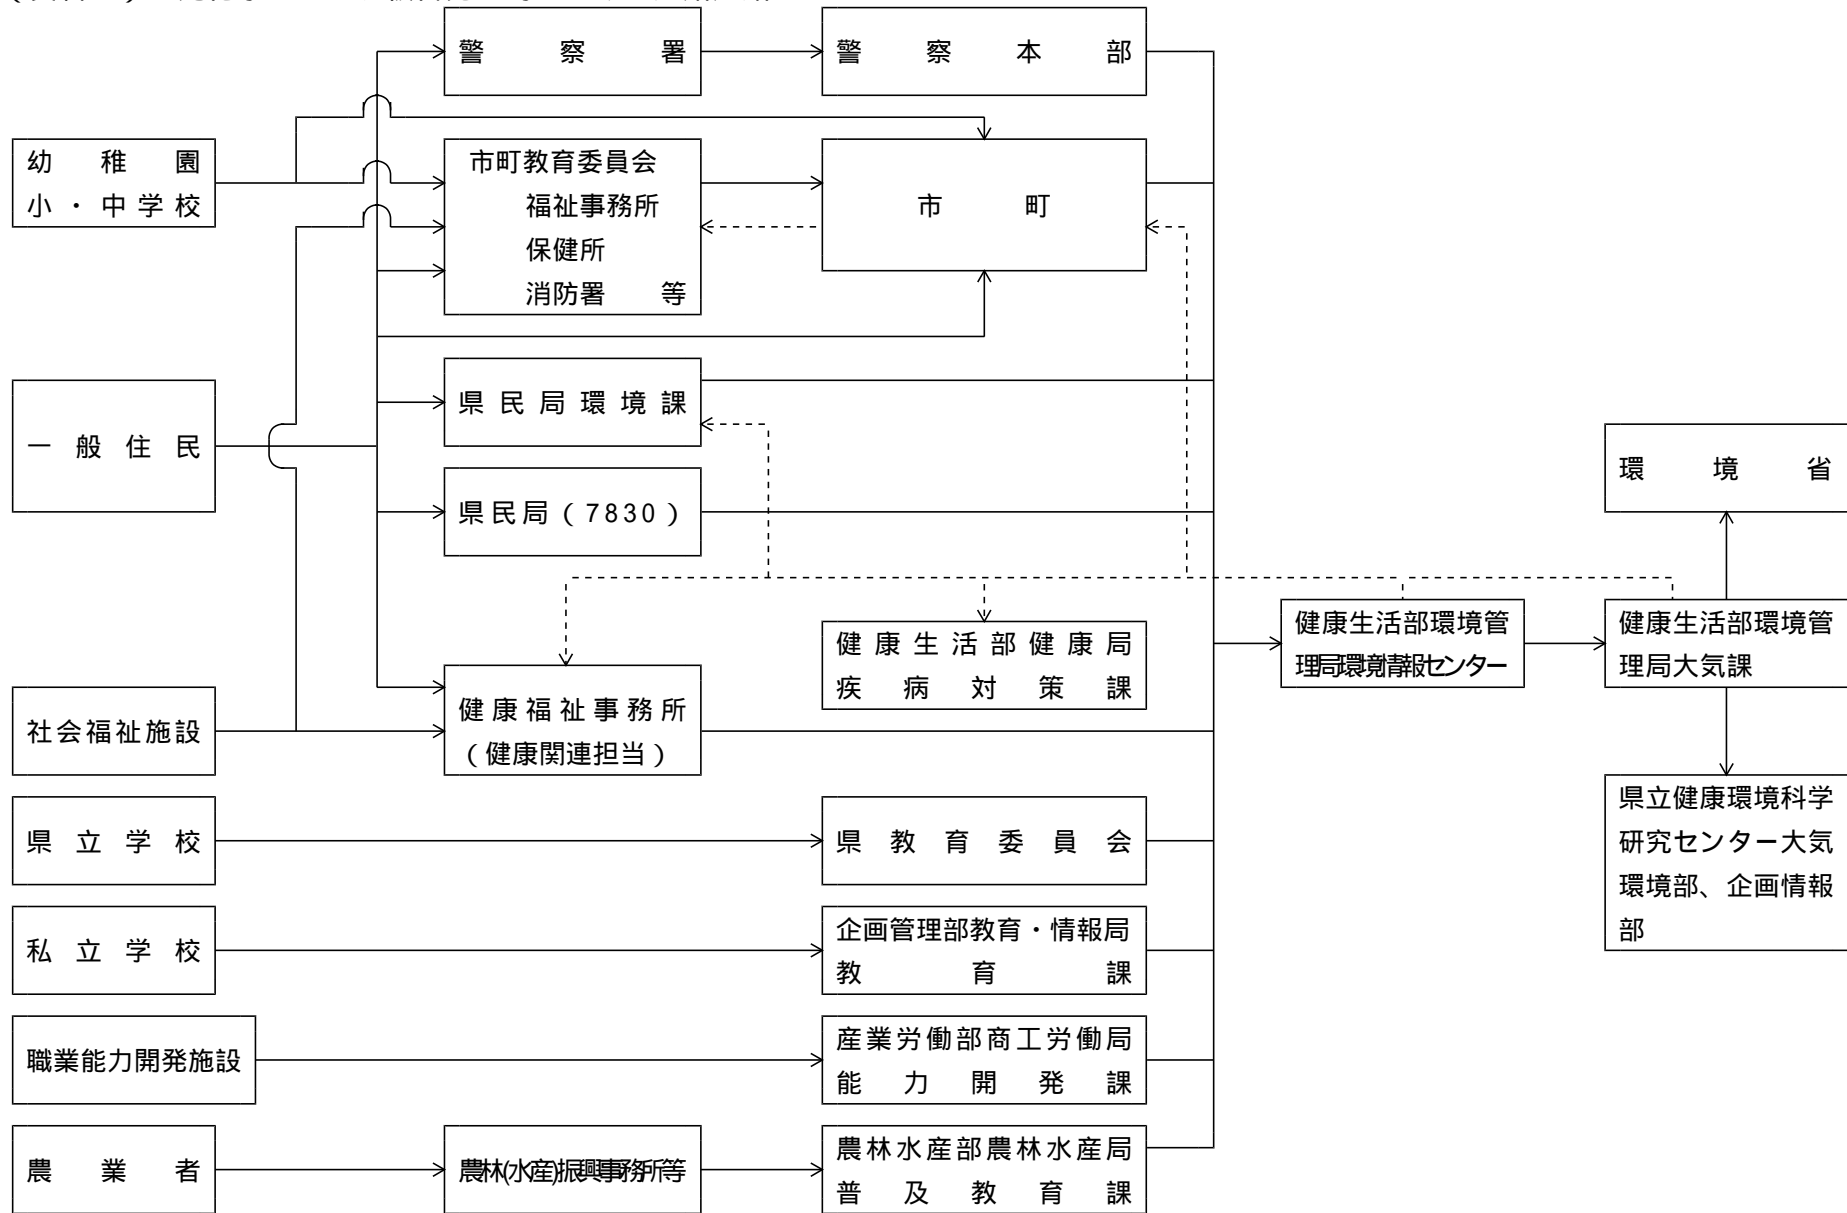 警察署
警察本部
幼稚園
小・中学校
市町教育委員会
福祉事務所
保健所
消防署 等
市町
県民局環境課
一般住民
環境省
県民局(7830)
健康生活部健康局
疾病対策課
健康生活部環境管
理局環境情報センター
健康生活部環境管
理局大気課
社会福祉施設
健康福祉事務所
(健康関連担当)
県立健康環境科学
研究センター大気
環境部、企画情報
部
県立学校
県教育委員会
私立学校
企画管理部教育・情報局
教育課
職業能力開発施設
産業労働部商工労働局
能力開発課
農業者
農林(水産)振興事務所等
農林水産部農林水産局
普及教育課